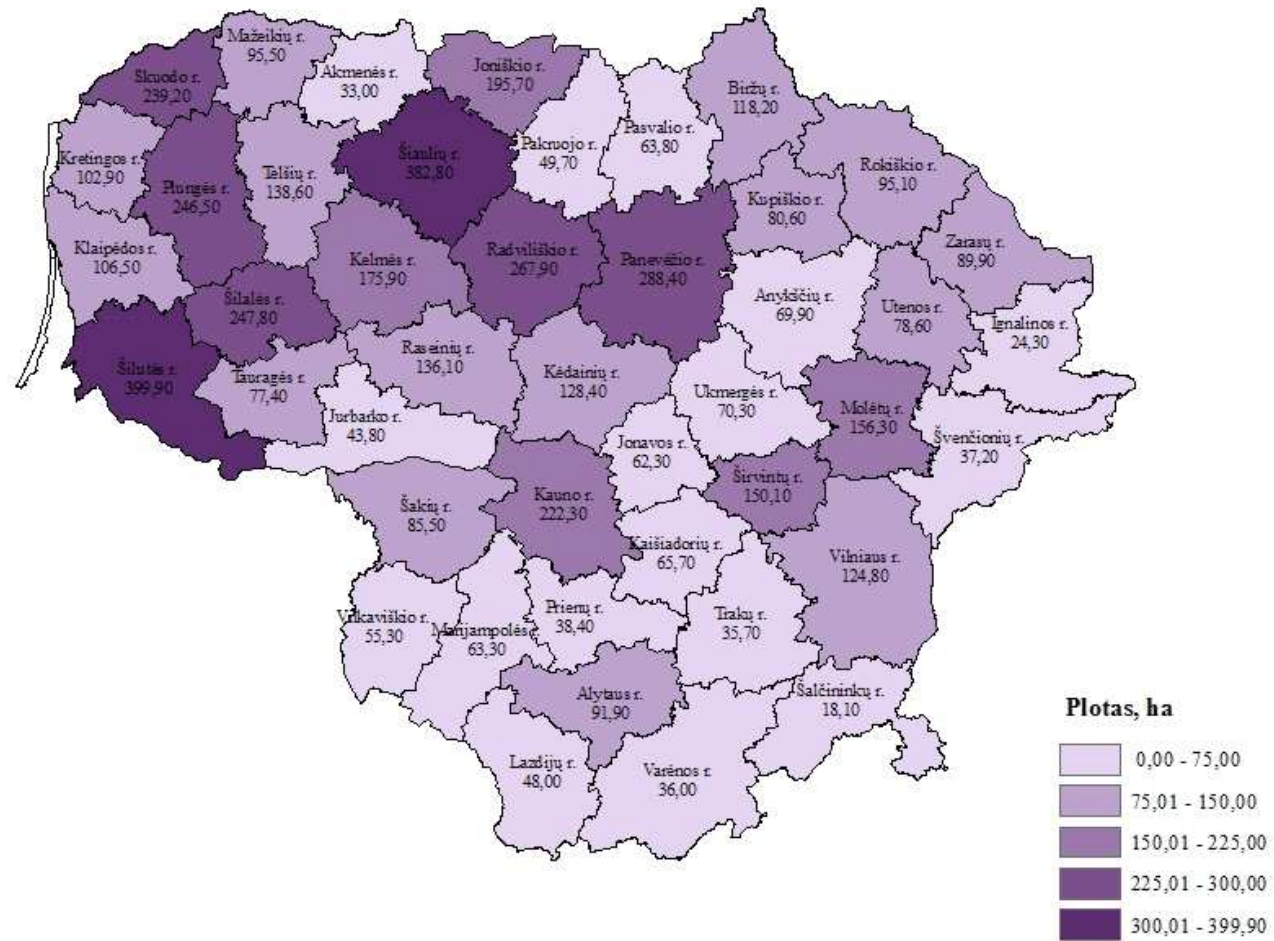 Mažeikių r.
95,50
Skuodo r.
239,20
Akmenės r.
33,00
Joniškio r.
195,70
Biržų r.
118,20
Kretingos r.
102,90
Plungės r.
246,50
Telšių r.
138,60
Šiaulių r.
382,80
Pakruojo r.
49,70
Pasvalio r.
63,80
Rokiškio r.
95,10
Kupiškio r.
80,60
Klaipėdos r.
106,50
Kelmės r.
175,90
Radviliškio r.
267,90
Panevėžio r.
288,40
Zarasų r.
89,90
Šilalės r.
247,80
Anykščių r.
69,90
Utenos r.
78,60
Ignalinos r.
24,30
Šilutės r.
399,90
Tauragės r.
77,40
Raseinių r.
136,10
Kėdainių r.
128,40
Ukmergės r.
70,30
Molėtų r.
156,30
Jurbarko r.
43,80
Jonavos r.
62,30
Švenčionių r.
37,20
Širvintų r.
150,10
Šakių r.
85,50
Kauno r.
222,30
Kaišiadorių r.
65,70
Vilniaus r.
124,80
Vilkaviškio r.
55,30
Marijampolės r.
63,30
Prienų r.
38,40
Trakų r.
35,70
Alytaus r.
91,90
Šalčininkų r.
18,10
Lazdijų r.
48,00
Varėnos r.
36,00
Plotas, ha
0,00 - 75,00
75,01 - 150,00
150,01 - 225,00
225,01 - 300,00
300,01 - 399,90